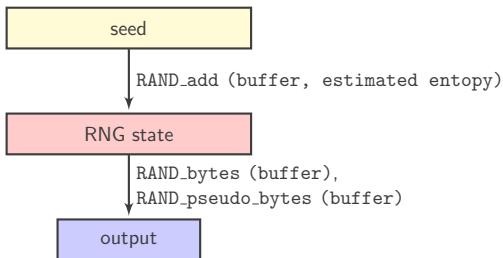 seed
RAND_add (buffer, estimated entopy)
RNG state
RAND_bytes (buffer),
RAND_pseudo_bytes (buffer)
output